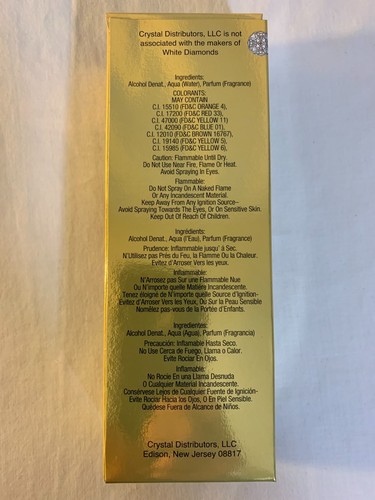 Crystal Distributors, LLC is not
associated with the makers of
White Diamonds
Ingredients:
Alcohol Denat., Aqua (Water), Parfum (Fragrance)
COLORANTS:
MAY CONTAIN
C.I. 15510 (FD&C ORANGE 4),
C.I. 17200 (FD&C RED 33),
C.I. 47000 (FD&C YELLOW 11)
C.I. 42090 (FD&C BLUE 01),
C.I. 12010 (FD&C BROWN 16767),
C.I. 19140 (FD&C YELLOW 5),
C.I. 15985 (FD&C YELLOW 6),
Caution: Flammable Until Dry.
Do Not Use Near Fire, Flame Or Heat.
Avoid Spraying In Eyes.
Flammable:
Do Not Spray On A Naked Flame
Or Any Incandescent Material.
Keep Away From Any Ignition Source–
Avoid Spraying Towards The Eyes, Or On Sensitive Skin.
Keep Out Of Reach Of Children.
Ingrédients:
Alcohol Denat., Aqua (l'Eau), Parfum (Fragrance)
Prudence: Inflammable jusqu' á Sec.
N'Utilisez pas Prés du Feu, la Flamme Ou la Chaleur.
Evitez d'Arroser Vers les yeux.
Inflammable:
N'Arrosez pas Sur une Flammable Nue
Ou N'importe quelle Matiére Incandescente.
Tenez éloigne de N'importe quelle Source d'Ignition-
Evitez d'Arroser Vers les Yeux, Ou Sur la Peau Sensible
Nomélez pas-vous de la Portée d'Enfants.
Ingredientes:
Alcohol Denat., Aqua (Agua), Parfum (Fragrancia)
Precaución: Inflamable Hasta Seco.
No Use Cerca de Fuego, Llama o Calor.
Evite Rociar En Ojos.
Inflamable:
No Rocie en una Llama Desnuda
O Cualquier Material Incandescente.
Consérvese Lejos de Cualquier Fuente de Ignición-
Evite Rociar Hacia los Ojos, O En Piel Sensible.
Quédese Fuera de Alcance de Niños.
Crystal Distributors, LLC
Edison, New Jersey 08817